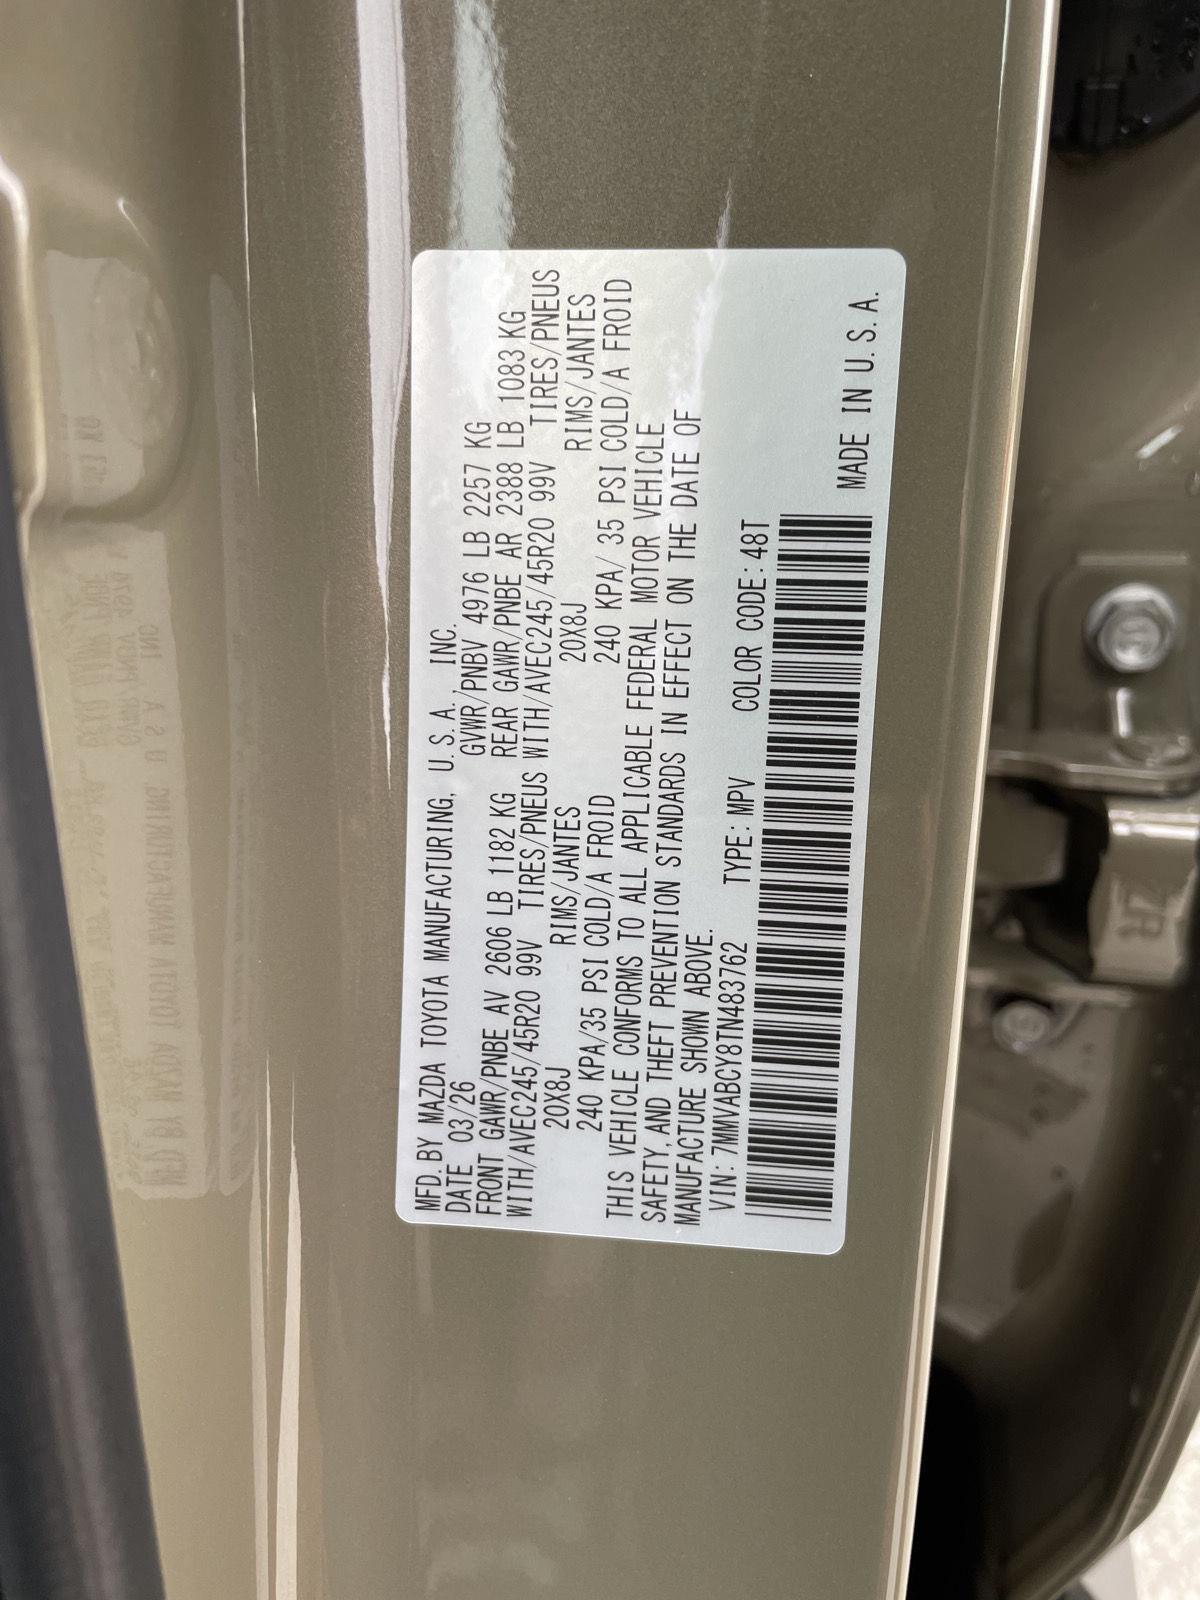 MFD. BY MAZDA TOYOTA MANUFACTURING, U. S. A., INC.
DATE 03/26 GVWR/PNBV 4976 LB 2257 KG
FRONT GAWR/PNBE AV 2606 LB 1182 KG REAR GAWR/PNBE AR 2388 LB 1083 KG
WITH/AVEC245/45R20 99V TIRES/PNEUS WITH/AVEC245/45R20 99V TIRES/PNEUS
20X8J RIMS/JANTES 20X8J RIMS/JANTES
240 KPA/35 PSI COLD/A FROID 240 KPA/ 35 PSI COLD/A FROID
THIS VEHICLE CONFORMS TO ALL APPLICABLE FEDERAL MOTOR VEHICLE
SAFETY, AND THEFT PREVENTION STANDARDS IN EFFECT ON THE DATE OF
MANUFACTURE SHOWN ABOVE.
VIN: 7MMVABCY8TN483762 TYPE: MPV COLOR CODE: 48T
MADE IN U. S. A.
ZR